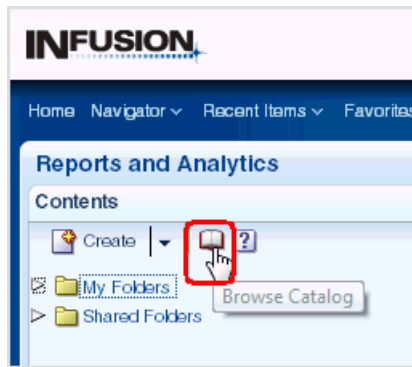 INFUSION
Home Navigator Recent Items Favorites
Reports and Analytics
Contents
Create ?
My Folders
Browse Catalog
Shared Folders